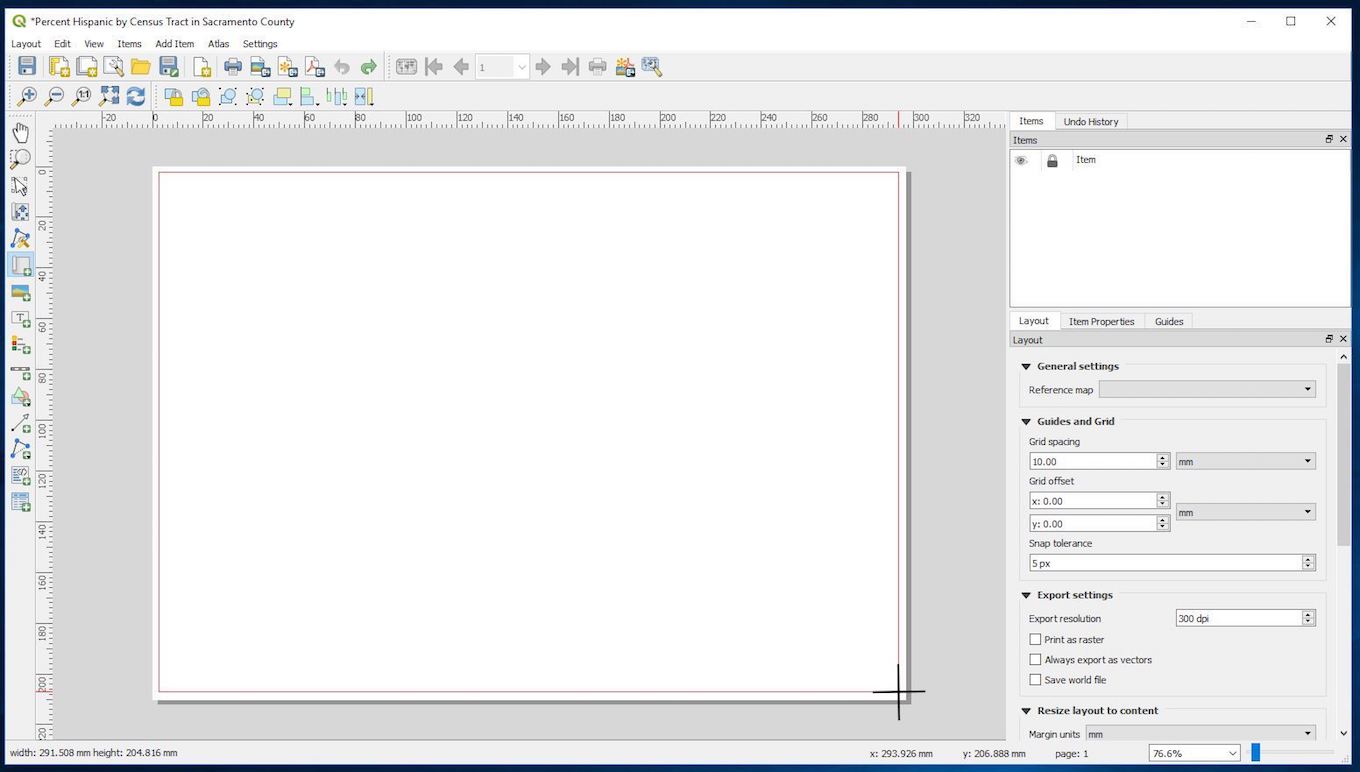 *Percent Hispanic by Census Tract in Sacramento County
Layout Edit View Items Add Item Atlas Settings
1
1:1
-20 0 20 40 60 80 100 120 140 160 180 200 220 240 260 280 300 320
Items Undo History
Items
Item
0
20
40
60
80
100
120
140
160
180
200
Layout Item Properties Guides
Layout
General settings
Reference map
Guides and Grid
Grid spacing
10.00 mm
Grid offset
x: 0.00
mm
y: 0.00
Snap tolerance
5 px
Export settings
Export resolution 300 dpi
Print as raster
Always export as vectors
Save world file
Resize layout to content
Margin units mm
width: 291.508 mm height: 204.816 mm x: 293.926 mm y: 206.888 mm page: 1 76.6%